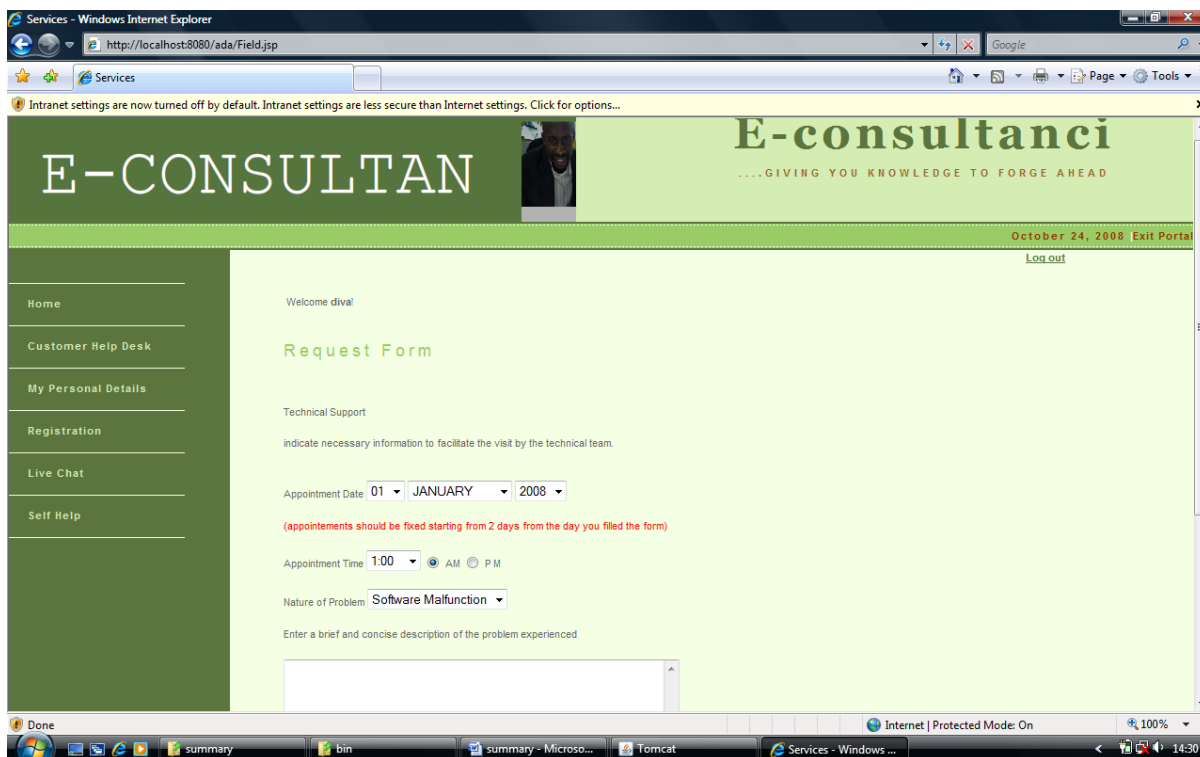 Services - Windows Internet Explorer
http://localhost:8080/ada/Field.jsp
Google
Services
Page
Tools
Intranet settings are now turned off by default. Intranet settings are less secure than Internet settings. Click for options...
E-CONSULTAN
E-consultanci
....GIVING YOU KNOWLEDGE TO FORGE AHEAD
October 24, 2008 |Exit Portal
Log out
Home
Customer Help Desk
My Personal Details
Registration
Live Chat
Self Help
Welcome diva!
Request Form
Technical Support
indicate necessary information to facilitate the visit by the technical team.
Appointment Date 01 JANUARY 2008
(appointements should be fixed starting from 2 days from the day you filled the form)
Appointment Time 1:00 AM PM
Nature of Problem Software Malfunction
Enter a brief and concise description of the problem experienced
Done
Internet | Protected Mode: On
100%
summary
bin
summary - Microso...
Tomcat
Services - Windows ...
14:30